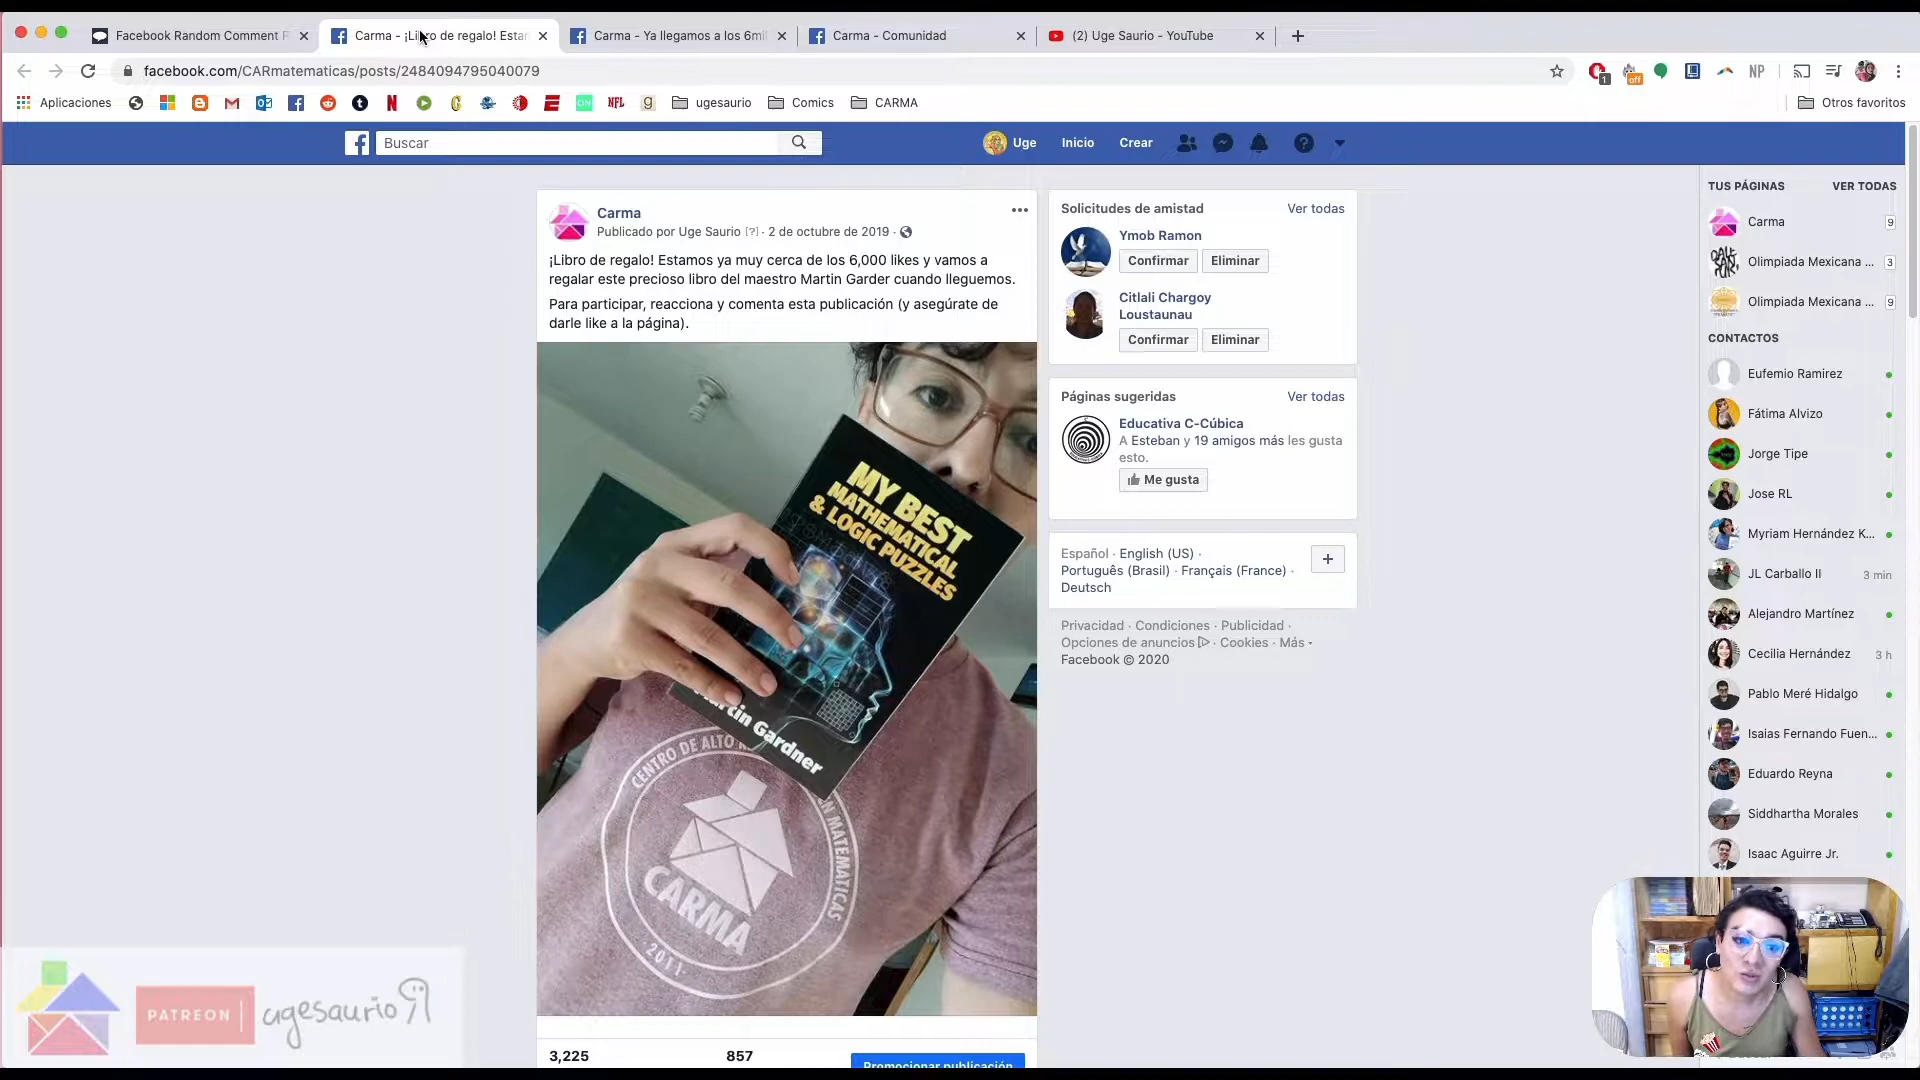 Facebook Random Comment P
Carma - ¡Libro de regalo! Estam
Carma - Ya llegamos a los 6mil
Carma - Comunidad
(2) Uge Saurio - YouTube
facebook.com/CARmatematicas/posts/2484094795040079
1
off
NP
Aplicaciones
NFL
ugesaurio
Comics
CARMA
Otros favoritos
Buscar
Uge
Inicio
Crear
Carma
Publicado por Uge Saurio [?] · 2 de octubre de 2019 ·
¡Libro de regalo! Estamos ya muy cerca de los 6,000 likes y vamos a
regalar este precioso libro del maestro Martin Garder cuando lleguemos.
Para participar, reacciona y comenta esta publicación (y asegúrate de
darle like a la página).
MY BEST
MATHEMATICAL
& LOGIC PUZZLES
Martin Gardner
CENTRO DE ALTO
EN MATEMATICAS
CARMA
· 2011 ·
3,225
857
Promocionar publicación
Solicitudes de amistad
Ver todas
Ymob Ramon
Confirmar
Eliminar
Citlali Chargoy
Loustaunau
Confirmar
Eliminar
Páginas sugeridas
Ver todas
Educativa C-Cúbica
A Esteban y 19 amigos más les gusta
esto.
Me gusta
Español · English (US) ·
Português (Brasil) · Français (France) ·
Deutsch
Privacidad · Condiciones · Publicidad ·
Opciones de anuncios · Cookies · Más
Facebook © 2020
TUS PÁGINAS
VER TODAS
Carma
9
Olimpiada Mexicana ...
3
Olimpiada Mexicana ...
9
CONTACTOS
Eufemio Ramirez
Fátima Alvizo
Jorge Tipe
Jose RL
Myriam Hernández K...
JL Carballo II
3 min
Alejandro Martínez
Cecilia Hernández
3 h
Pablo Meré Hidalgo
Isaias Fernando Fuen...
Eduardo Reyna
Siddhartha Morales
Isaac Aguirre Jr.
PATREON
ugesaurio